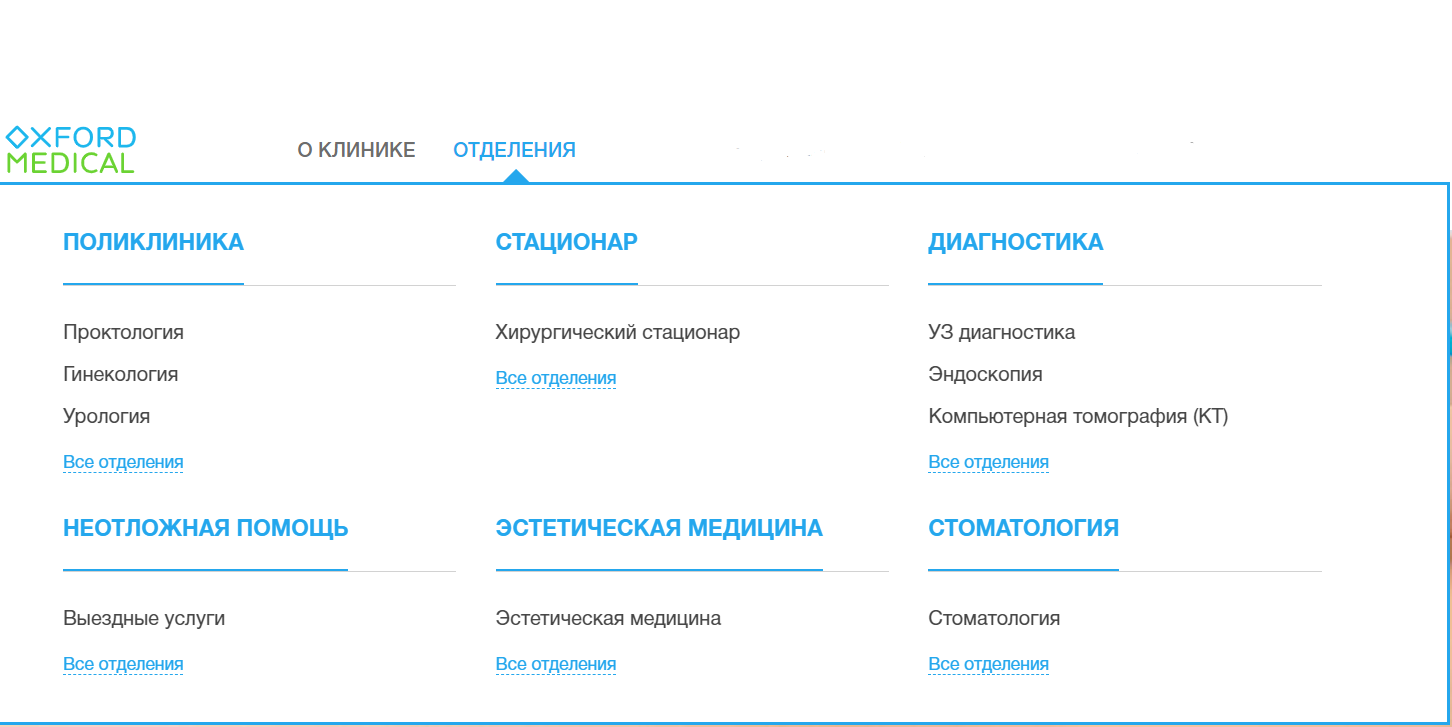 OXFORD
MEDICAL
О КЛИНИКЕ
ОТДЕЛЕНИЯ
ПОЛИКЛИНИКА
Проктология
Гинекология
Урология
Все отделения
СТАЦИОНАР
Хирургический стационар
Все отделения
ДИАГНОСТИКА
УЗ диагностика
Эндоскопия
Компьютерная томография (КТ)
Все отделения
НЕОТЛОЖНАЯ ПОМОЩЬ
Выездные услуги
Все отделения
ЭСТЕТИЧЕСКАЯ МЕДИЦИНА
Эстетическая медицина
Все отделения
СТОМАТОЛОГИЯ
Стоматология
Все отделения